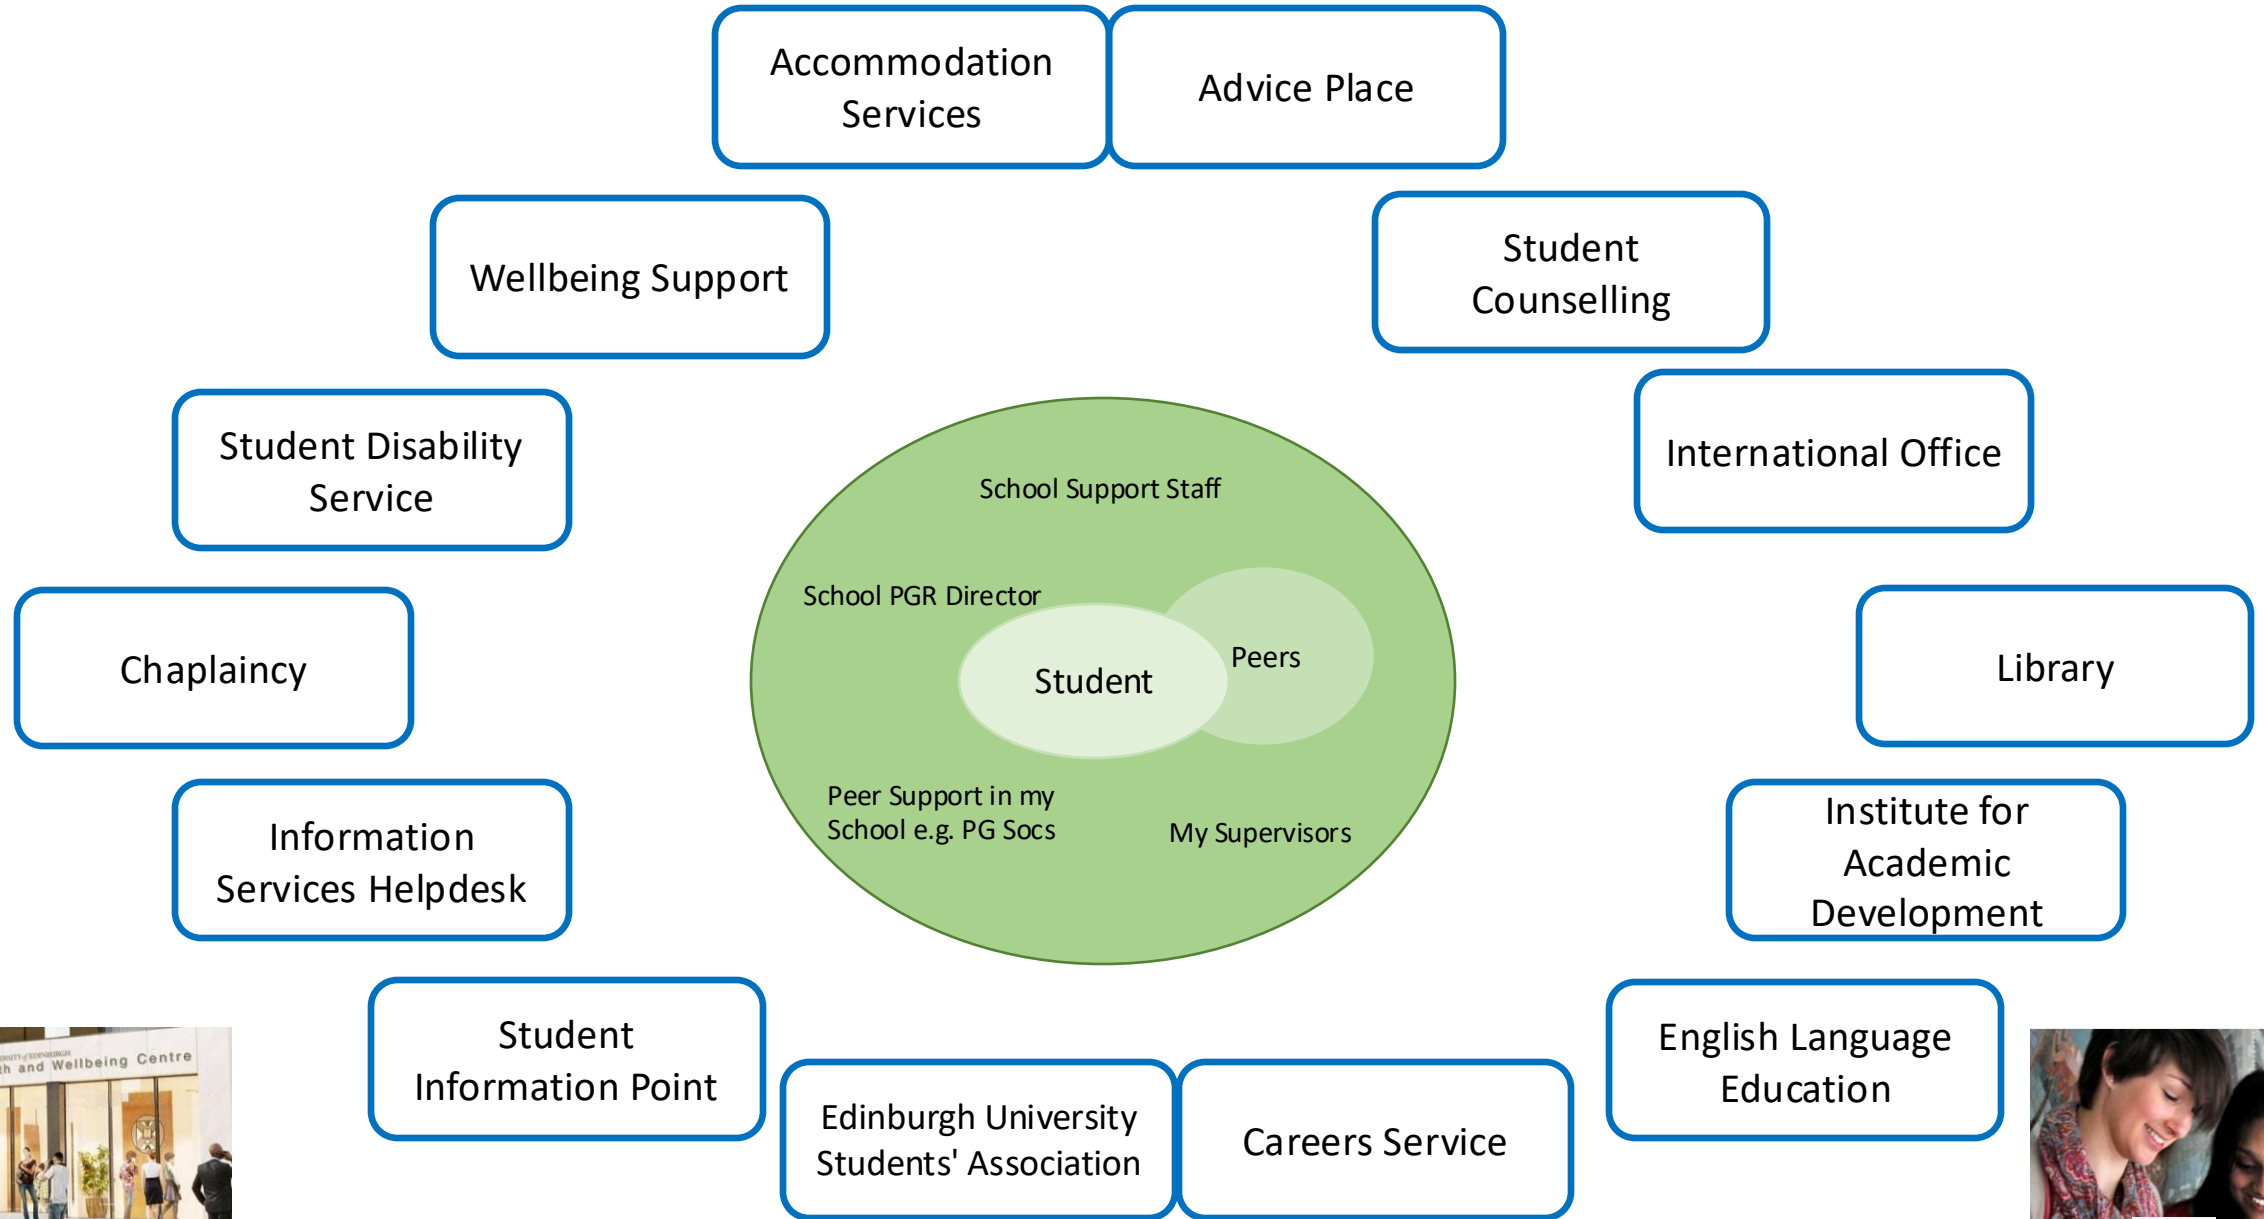 Accommodation
Services
Advice Place
Wellbeing Support
Student
Counselling
Student Disability
Service
International Office
School Support Staff
School PGR Director
Chaplaincy
Student
Peers
Library
Information
Services Helpdesk
Peer Support in my
School e.g. PG Socs
My Supervisors
Institute for
Academic
Development
Student
Information Point
English Language
Education
Edinburgh University
Students' Association
Careers Service
of EDINBURGH
and Wellbeing Centre